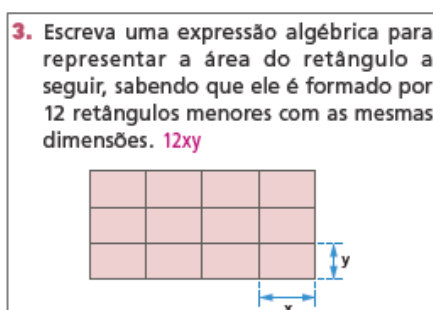 3. Escreva uma expressão algébrica para
representar a área do retângulo a
seguir, sabendo que ele é formado por
12 retângulos menores com as mesmas
dimensões. 12xy
y
x